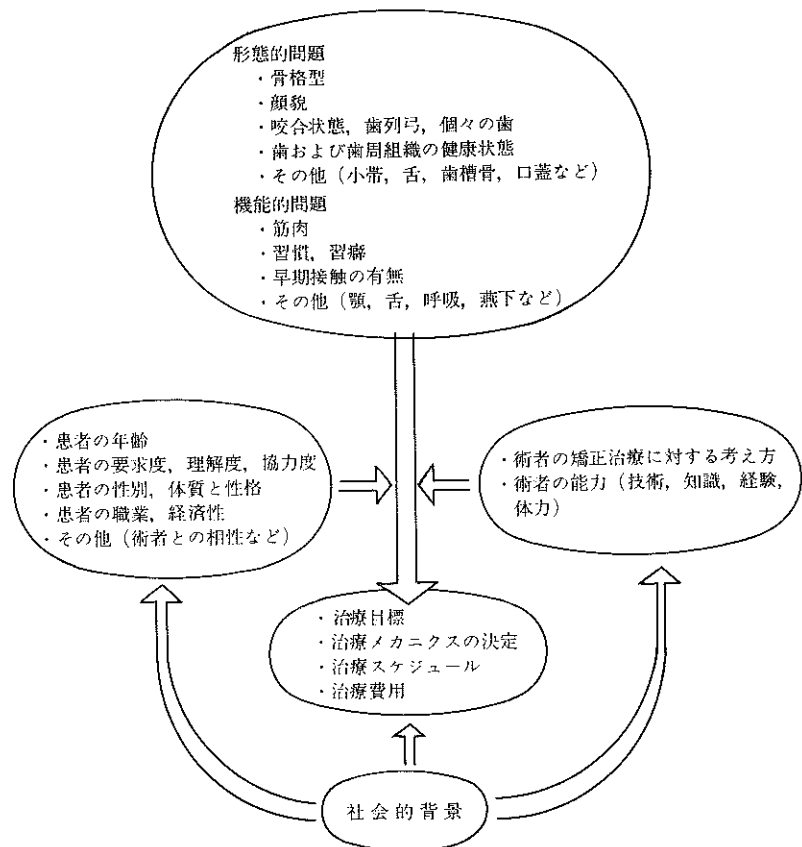 形態的問題
・骨格型
・顔貌
・咬合状態，歯列弓，個々の歯
・歯および歯周組織の健康状態
・その他（小帯，舌，歯槽骨，口蓋など）
機能的問題
・筋肉
・習慣，習癖
・早期接触の有無
・その他（顎，舌，呼吸，燕下など）
・患者の年齢
・患者の要求度，理解度，協力度
・患者の性別，体質と性格
・患者の職業，経済性
・その他（術者との相性など）
・術者の矯正治療に対する考え方
・術者の能力（技術，知識，経験，
体力）
・治療目標
・治療メカニクスの決定
・治療スケジュール
・治療費用
社会的背景